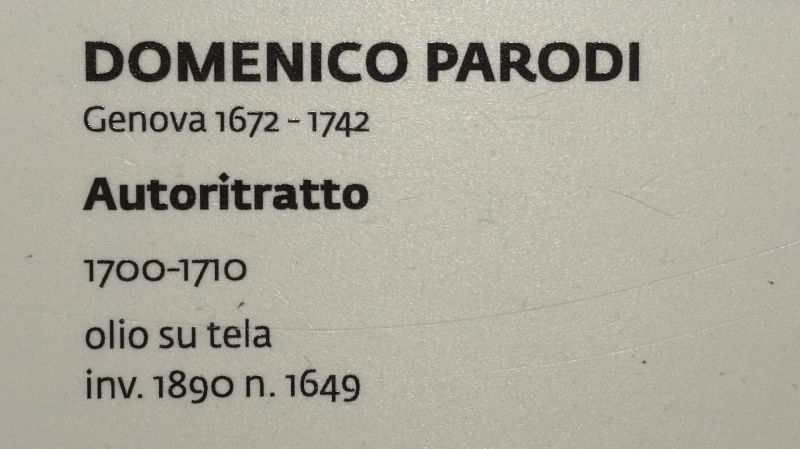 DOMENICO PARODI
Genova 1672 - 1742
Autoritratto
1700-1710
olio su tela
inv. 1890 n. 1649